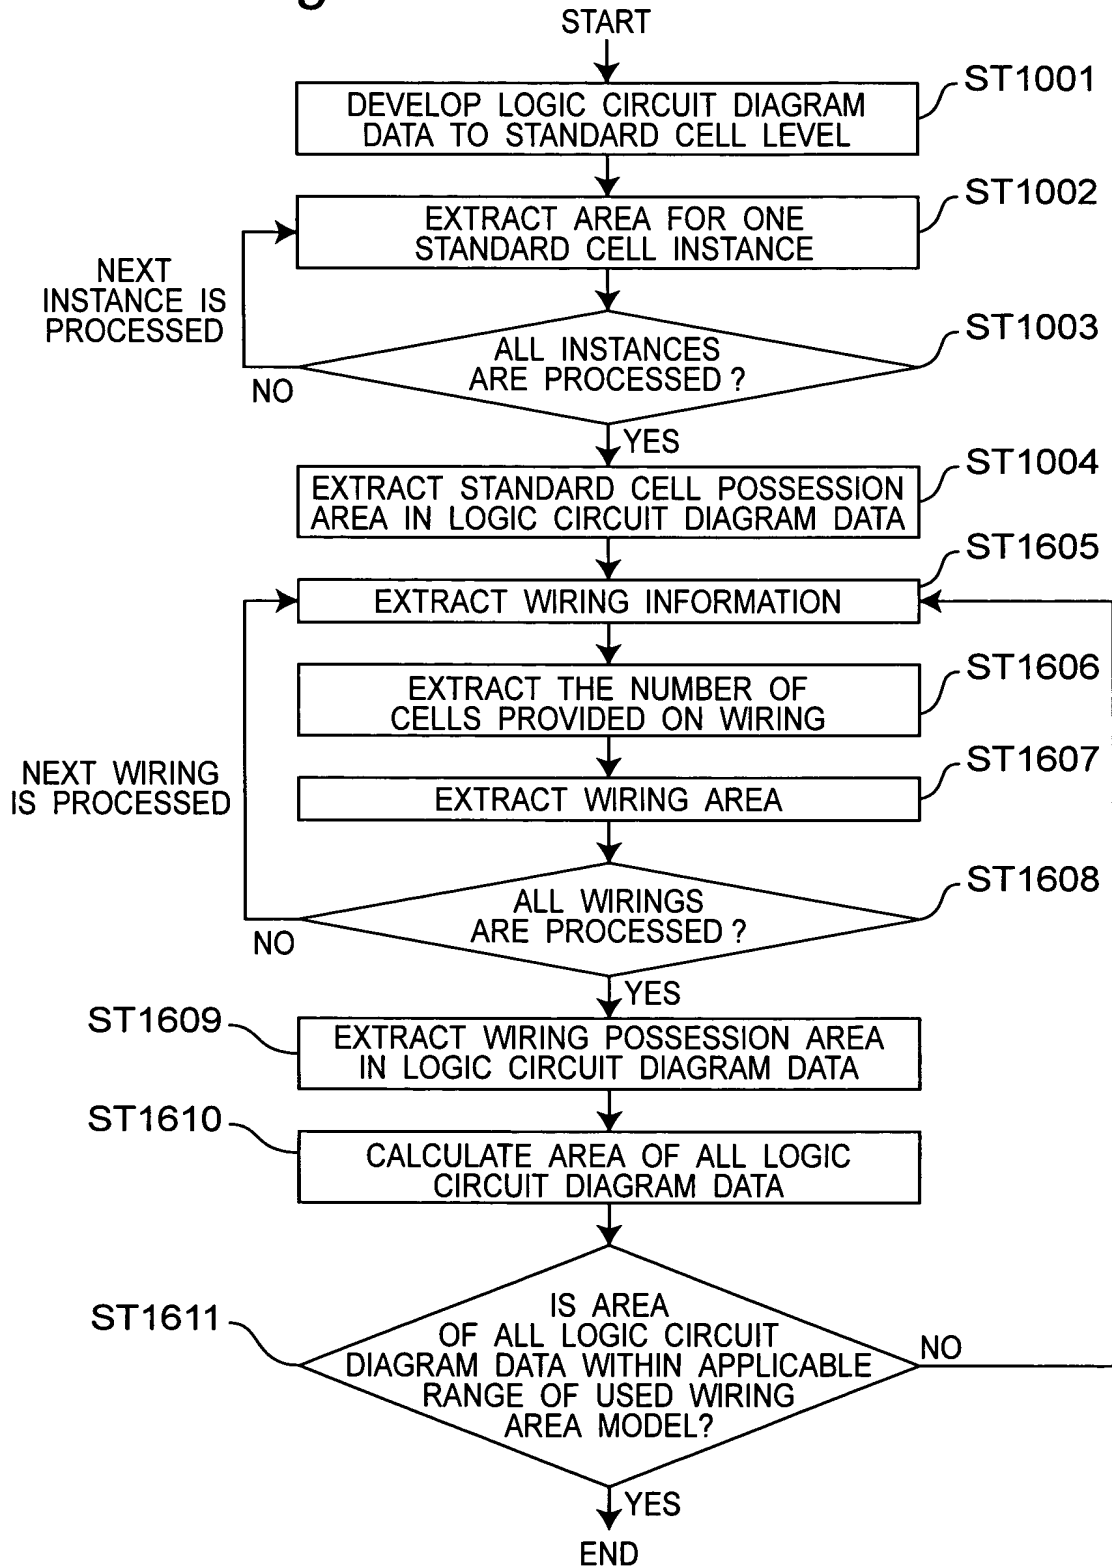 START
DEVELOP LOGIC CIRCUIT DIAGRAM
DATA TO STANDARD CELL LEVEL
ST1001
EXTRACT AREA FOR ONE
STANDARD CELL INSTANCE
ST1002
NEXT
INSTANCE IS
PROCESSED
ALL INSTANCES
ARE PROCESSED ?
ST1003
NO
YES
EXTRACT STANDARD CELL POSSESSION
AREA IN LOGIC CIRCUIT DIAGRAM DATA
ST1004
EXTRACT WIRING INFORMATION
ST1605
EXTRACT THE NUMBER OF
CELLS PROVIDED ON WIRING
ST1606
NEXT WIRING
IS PROCESSED
EXTRACT WIRING AREA
ST1607
ALL WIRINGS
ARE PROCESSED ?
ST1608
NO
YES
ST1609
EXTRACT WIRING POSSESSION AREA
IN LOGIC CIRCUIT DIAGRAM DATA
ST1610
CALCULATE AREA OF ALL LOGIC
CIRCUIT DIAGRAM DATA
ST1611
IS AREA
OF ALL LOGIC CIRCUIT
DIAGRAM DATA WITHIN APPLICABLE
RANGE OF USED WIRING
AREA MODEL?
NO
YES
END